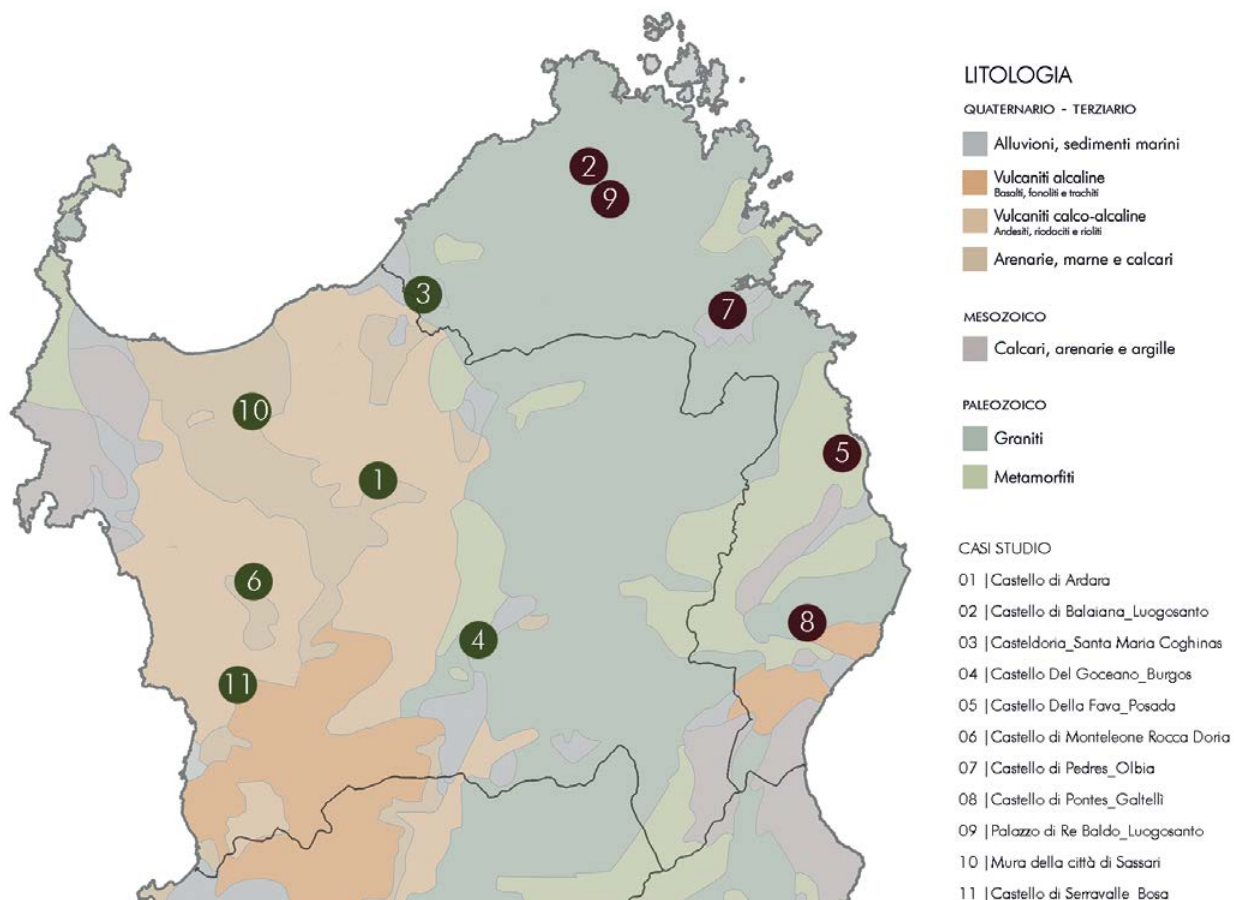 2
9
3
7
10
5
1
6
8
4
11
LITOLOGIA
QUATERNARIO - TERZIARIO
Alluvioni, sedimenti marini
Vulcaniti alcaline
Basalti, fonoliti e trachiti
Vulcaniti calco-alcaline
Andesiti, riodaciti e rioliti
Arenarie, marne e calcari
MESOZOICO
Calcari, arenarie e argille
PALEOZOICO
Graniti
Metamorfiti
CASI STUDIO
01 |Castello di Ardara
02 |Castello di Balaiana_Luogosanto
03 |Casteldoria_Santa Maria Coghinas
04 |Castello Del Goceano_Burgos
05 |Castello Della Fava_Posada
06 |Castello di Monteleone Rocca Doria
07 |Castello di Pedres_Olbia
08 |Castello di Pontes_Galtellì
09 |Palazzo di Re Baldo_Luogosanto
10 |Mura della città di Sassari
11 |Castello di Serravalle_Bosa